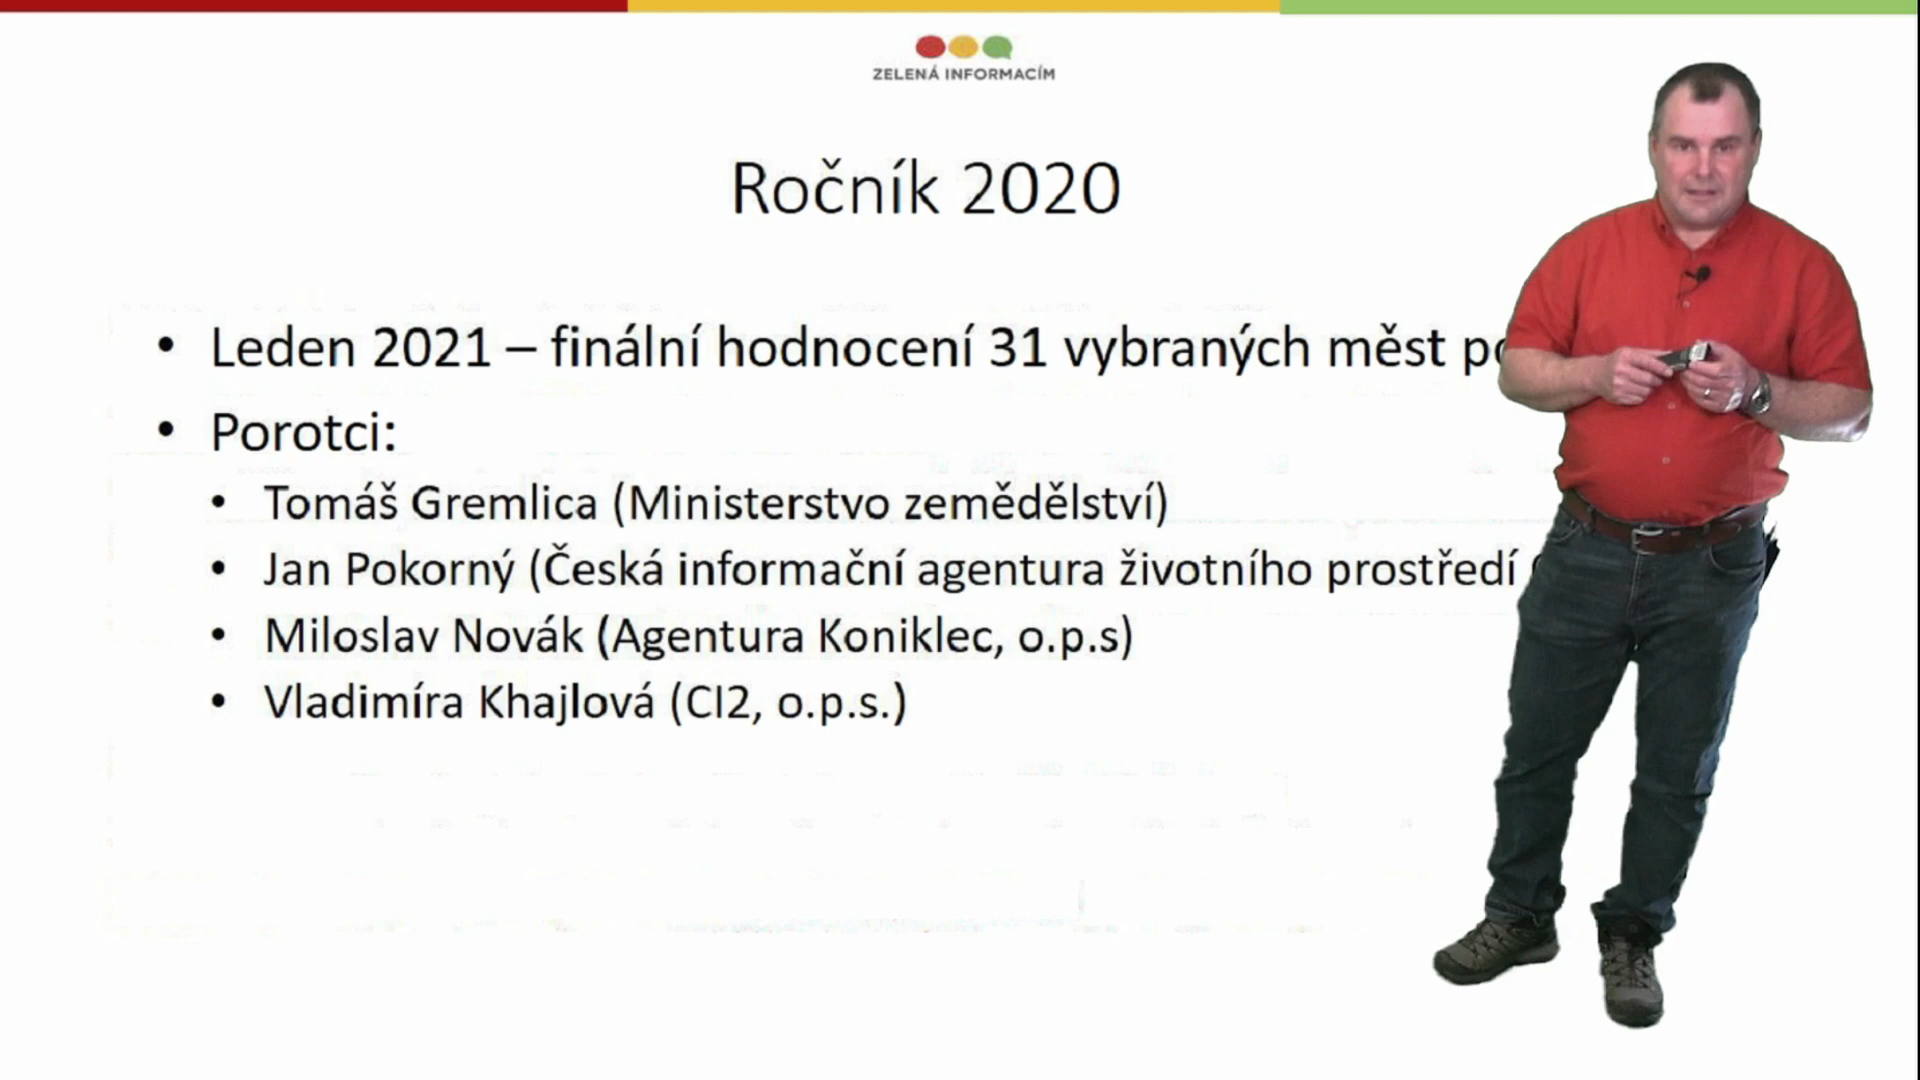 ZELENÁ INFORMACÍM
Ročník 2020
• Leden 2021 – finální hodnocení 31 vybraných měst
• Porotci:
• Tomáš Gremlica (Ministerstvo zemědělství)
• Jan Pokorný (Česká informační agentura životního prostředí
• Miloslav Novák (Agentura Koniklec, o.p.s)
• Vladimíra Khajlová (CI2, o.p.s.)